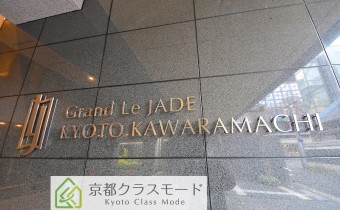 Grand Le JADE
KYOTO KAWARAMACHI
京都クラスモード
Kyoto Class Mode